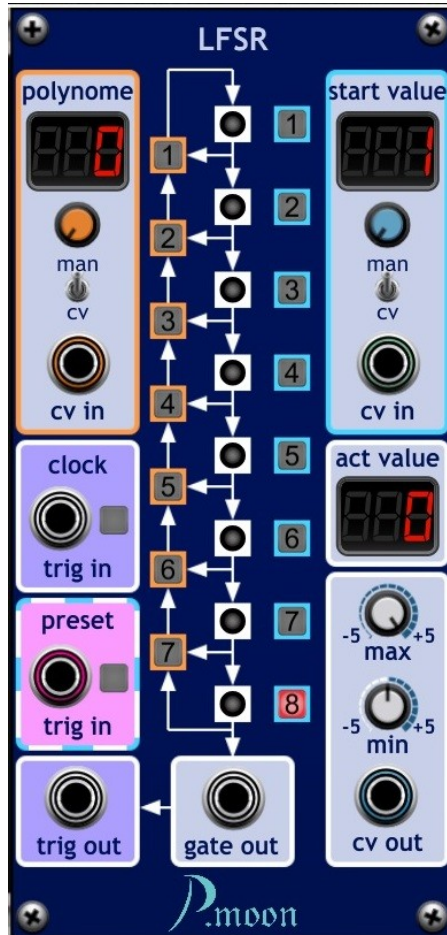 LFSR
polynome
0
man
cv
cv in
clock
trig in
preset
trig in
trig out
1
2
3
4
5
6
7
1
2
3
4
5
6
7
8
gate out
start value
1
man
cv
cv in
act value
0
-5 +5
max
-5 +5
min
cv out
P.moon